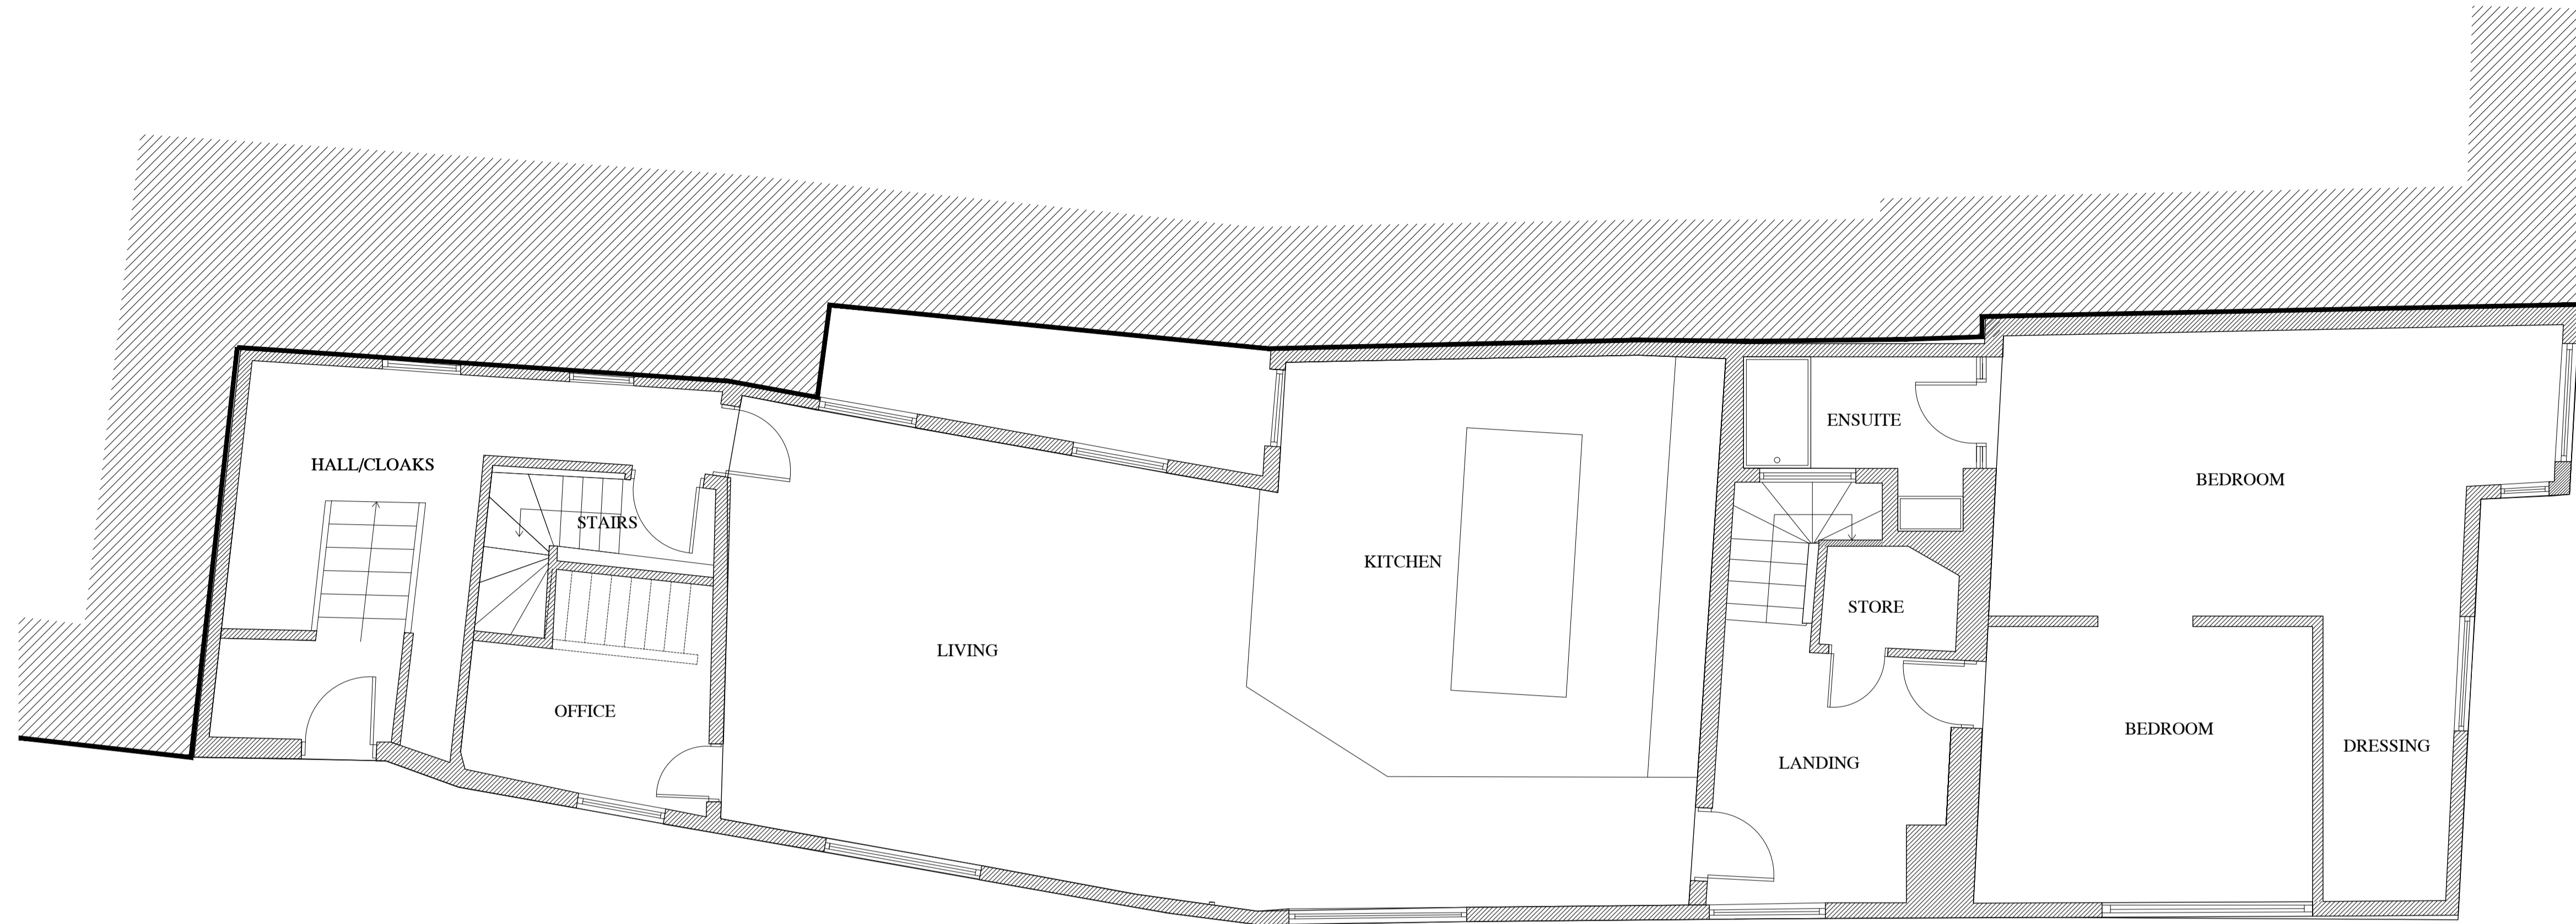 HALL/CLOAKS
STAIRS
OFFICE
LIVING
KITCHEN
ENSUITE
STORE
LANDING
BEDROOM
BEDROOM
DRESSING